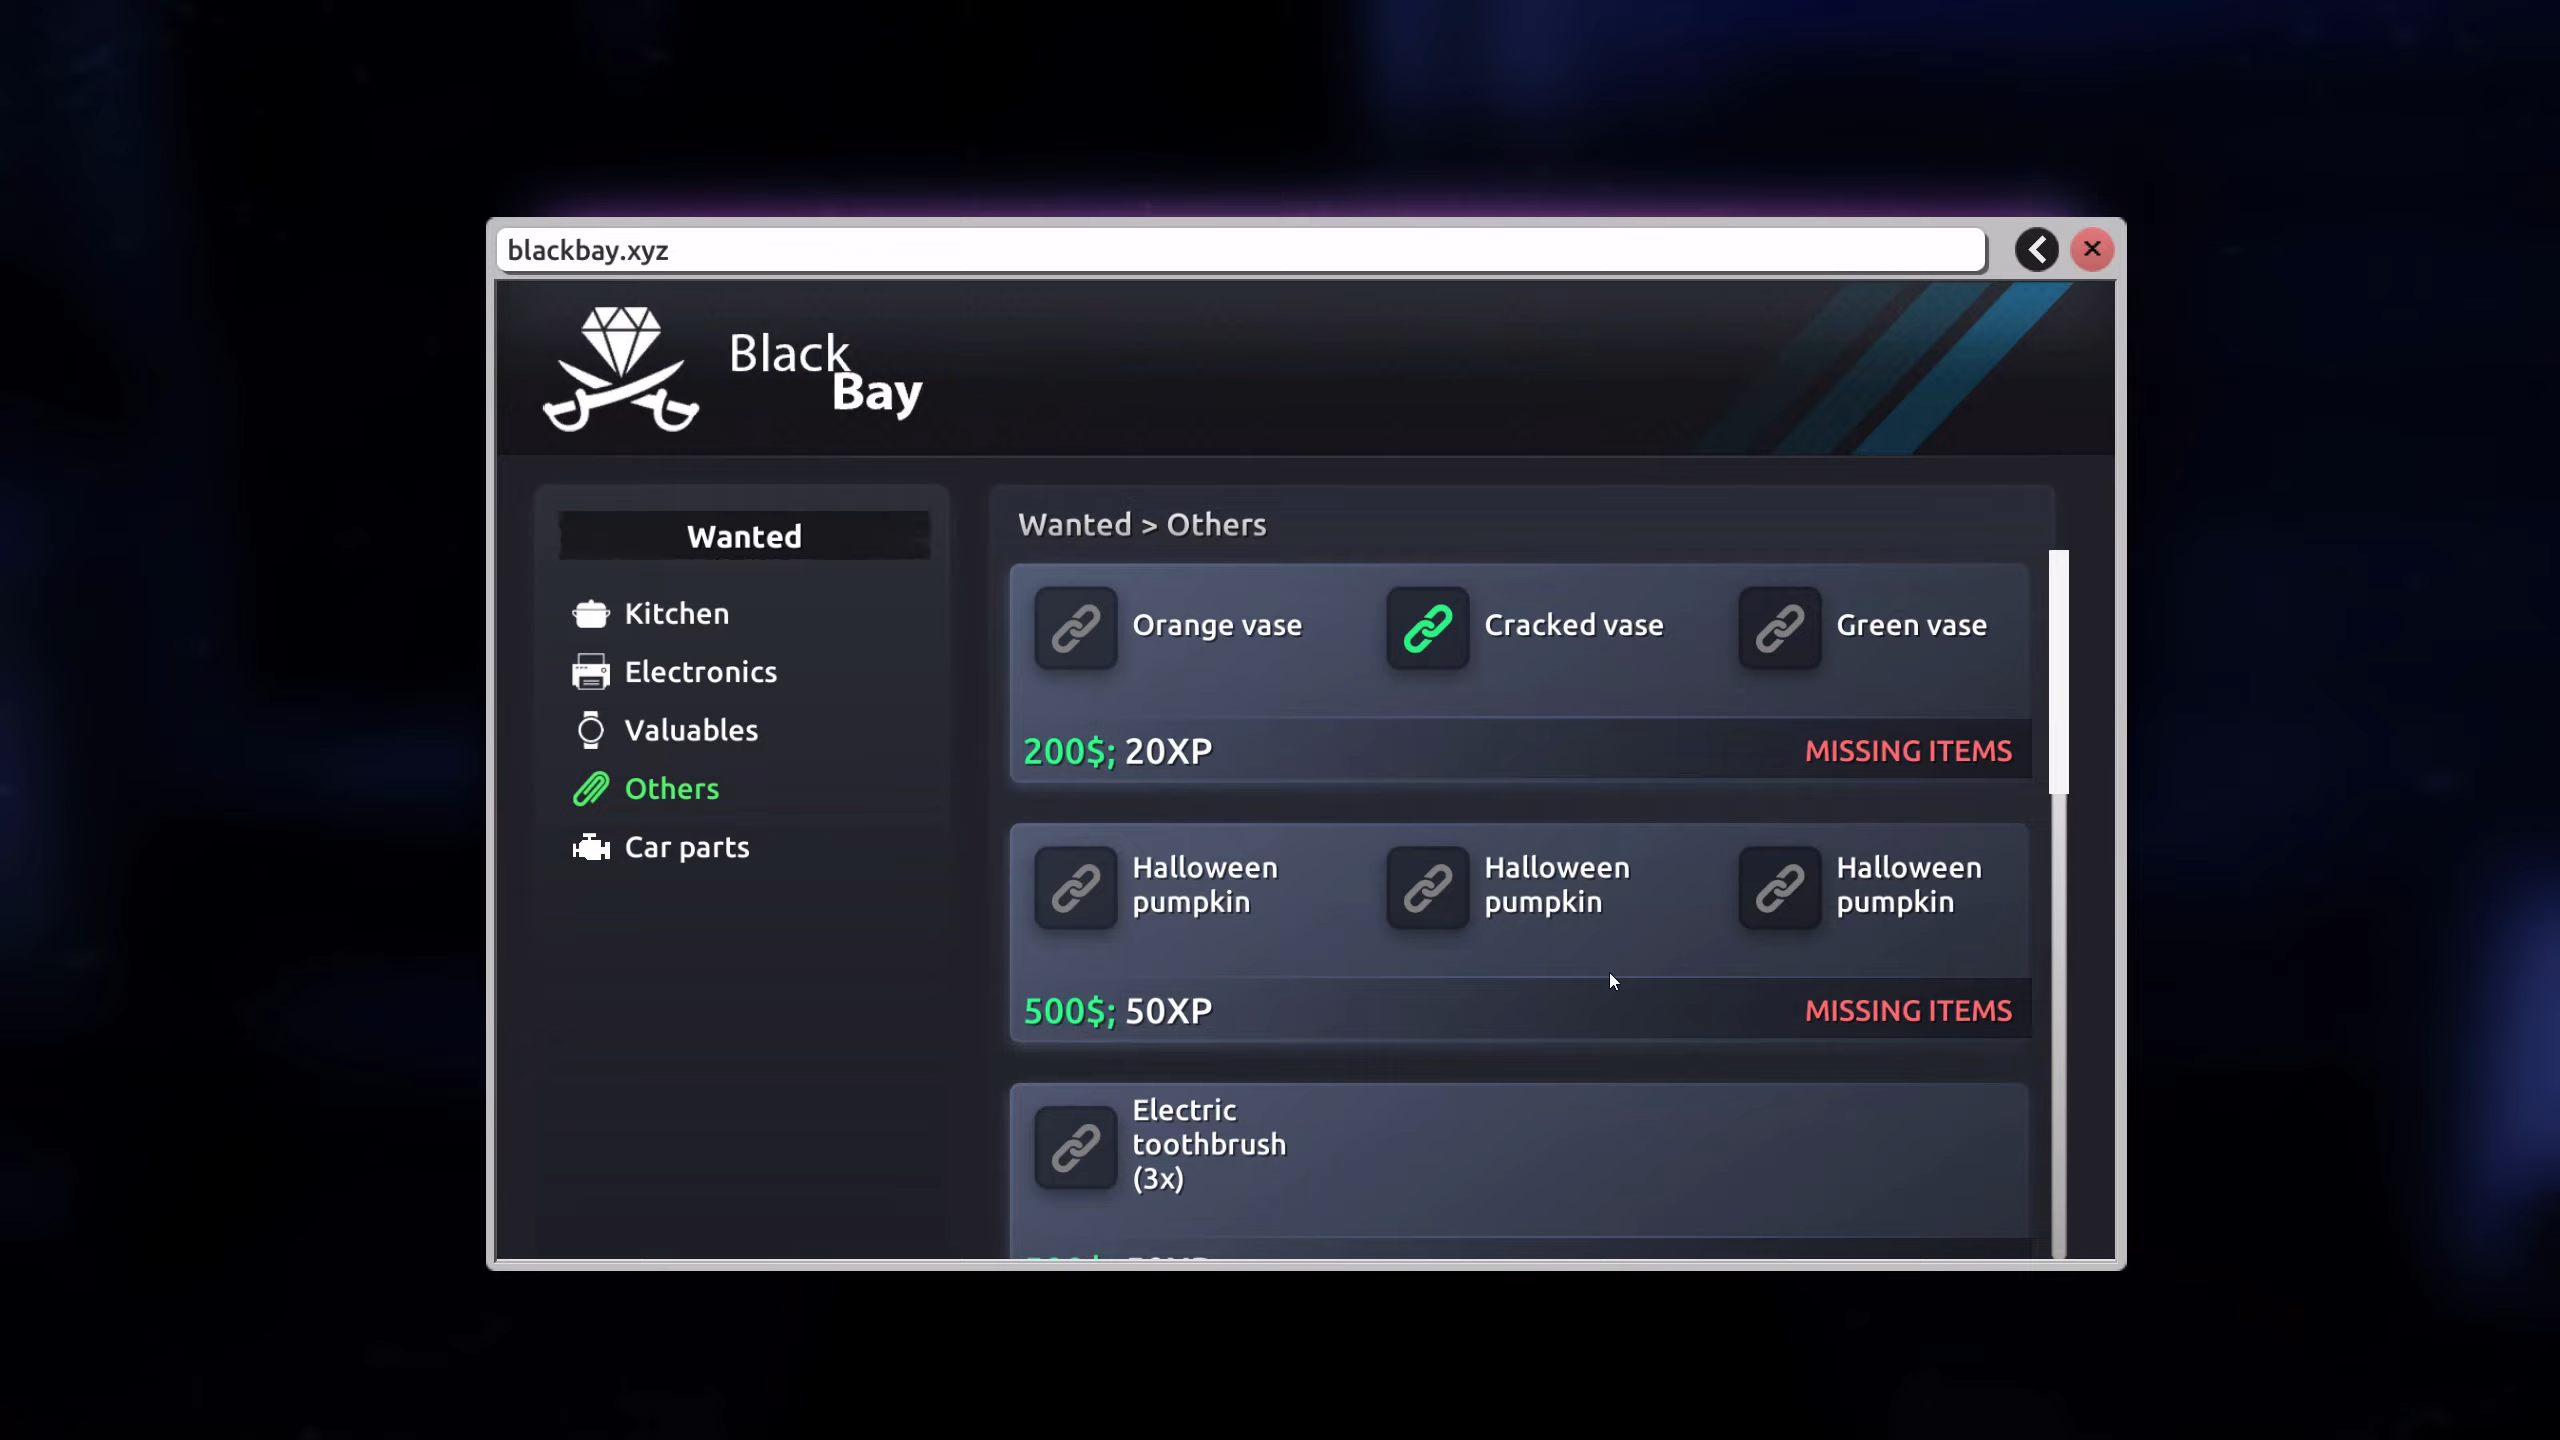 blackbay.xyz
Black
Bay
Wanted
Kitchen
Electronics
Valuables
Others
Car parts
Wanted > Others
Orange vase
Cracked vase
Green vase
200$; 20XP
MISSING ITEMS
Halloween
pumpkin
Halloween
pumpkin
Halloween
pumpkin
500$; 50XP
MISSING ITEMS
Electric
toothbrush
(3x)